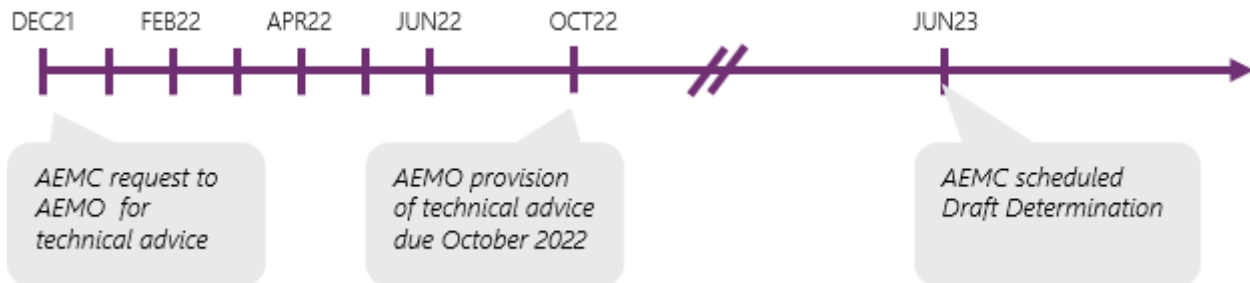 DEC21 FEB22 APR22 JUN22 OCT22 JUN23
AEMC request to
AEMO for
technical advice
AEMO provision
of technical advice
due October 2022
AEMC scheduled
Draft Determination